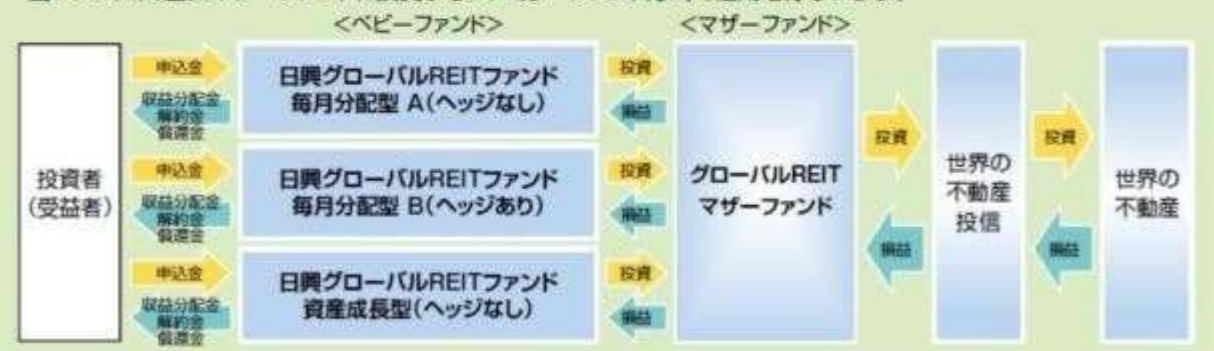 <ベビーファンド>
<マザーファンド>
投資者
(受益者)
申込金
収益分配金
解約金
償還金
日興グローバルREITファンド
毎月分配型 A(ヘッジなし)
投資
損益
申込金
収益分配金
解約金
償還金
日興グローバルREITファンド
毎月分配型 B(ヘッジあり)
投資
損益
申込金
収益分配金
解約金
償還金
日興グローバルREITファンド
資産成長型(ヘッジなし)
投資
損益
グローバルREIT
マザーファンド
投資
損益
世界の
不動産
投信
投資
損益
世界の
不動産